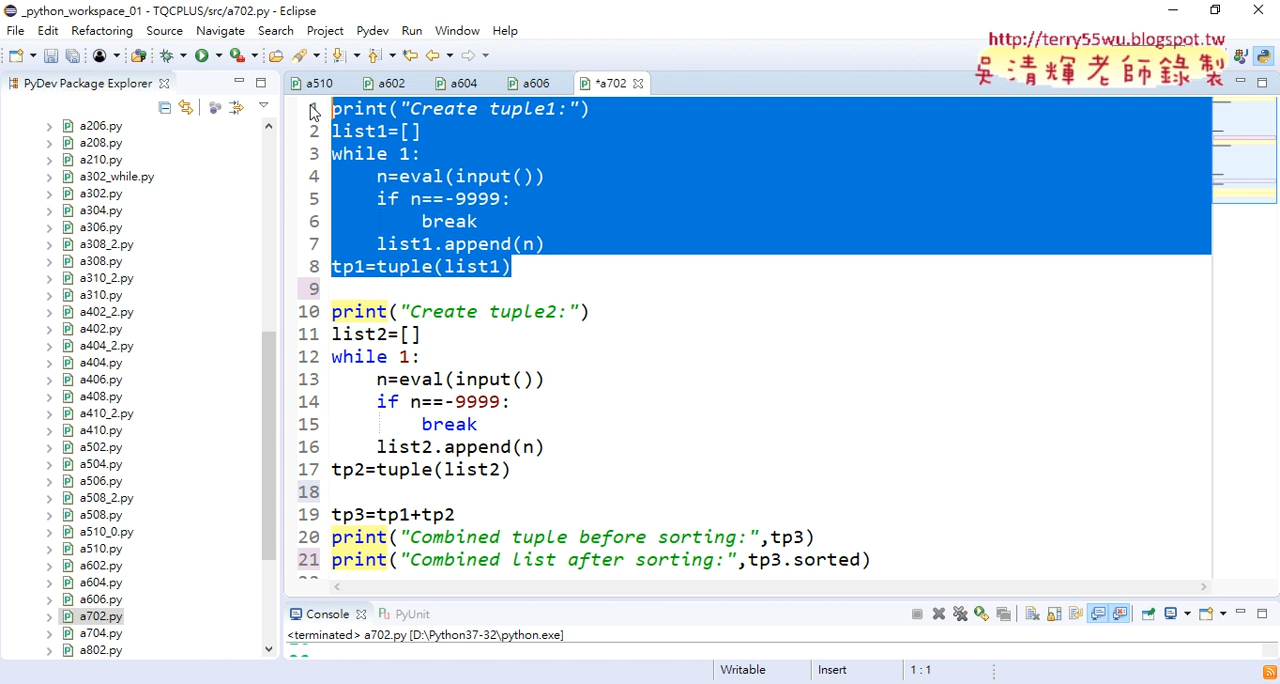 _python_workspace_01 - TQCPLUS/src/a702.py - Eclipse
File Edit Refactoring Source Navigate Search Project Pydev Run Window Help
http://terry55wu.blogspot.tw
吳清輝老師錄製
PyDev Package Explorer
a510 a602 a604 a606 *a702
a206.py
a208.py
a210.py
a302_while.py
a302.py
a304.py
a306.py
a308_2.py
a308.py
a310_2.py
a310.py
a402_2.py
a402.py
a404_2.py
a404.py
a406.py
a408.py
a410_2.py
a410.py
a502.py
a504.py
a506.py
a508_2.py
a508.py
a510_0.py
a510.py
a602.py
a604.py
a606.py
a702.py
a704.py
a802.py
1 print("Create tuple1:")
2 list1=[]
3 while 1:
4 n=eval(input())
5 if n==-9999:
6 break
7 list1.append(n)
8 tp1=tuple(list1)
9
10 print("Create tuple2:")
11 list2=[]
12 while 1:
13 n=eval(input())
14 if n==-9999:
15 break
16 list2.append(n)
17 tp2=tuple(list2)
18
19 tp3=tp1+tp2
20 print("Combined tuple before sorting:",tp3)
21 print("Combined list after sorting:",tp3.sorted)
Console PyUnit
<terminated> a702.py [D:\Python37-32\python.exe]
Writable Insert 1 : 1